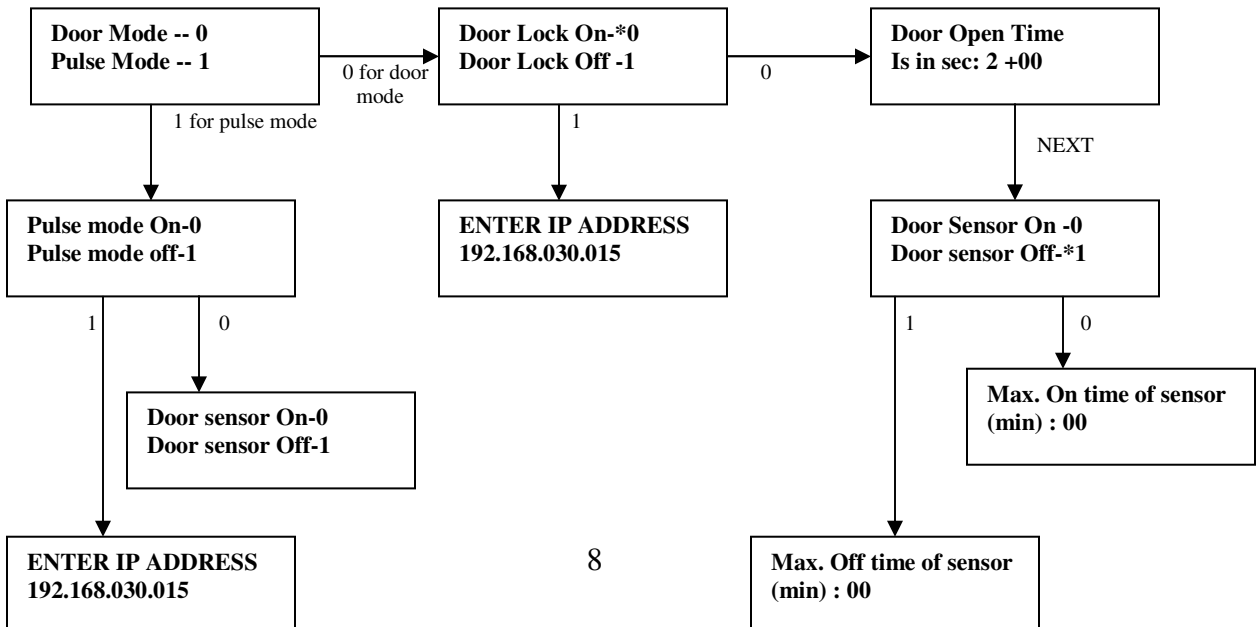 Door Mode -- 0
Pulse Mode -- 1
0 for door
mode
Door Lock On-*0
Door Lock Off -1
0
Door Open Time
Is in sec: 2 +00
1 for pulse mode
1
NEXT
Pulse mode On-0
Pulse mode off-1
ENTER IP ADDRESS
192.168.030.015
Door Sensor On -0
Door sensor Off-*1
1
0
1
0
Door sensor On-0
Door sensor Off-1
Max. On time of sensor
(min) : 00
ENTER IP ADDRESS
192.168.030.015
8
Max. Off time of sensor
(min) : 00